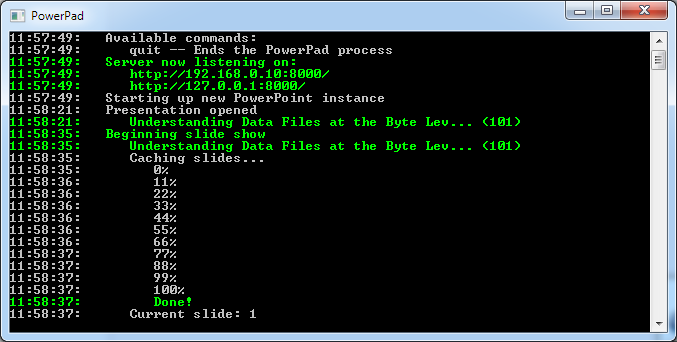 PowerPad
11:57:49: Available commands:
11:57:49: quit -- Ends the PowerPad process
11:57:49: Server now listening on:
11:57:49: http://192.168.0.10:8000/
11:57:49: http://127.0.0.1:8000/
11:57:49: Starting up new PowerPoint instance
11:58:21: Presentation opened
11:58:21: Understanding Data Files at the Byte Lev... (101)
11:58:35: Beginning slide show
11:58:35: Understanding Data Files at the Byte Lev... (101)
11:58:35: Caching slides...
11:58:35: 0%
11:58:36: 11%
11:58:36: 22%
11:58:36: 33%
11:58:36: 44%
11:58:36: 55%
11:58:36: 66%
11:58:37: 77%
11:58:37: 88%
11:58:37: 99%
11:58:37: 100%
11:58:37: Done!
11:58:37: Current slide: 1